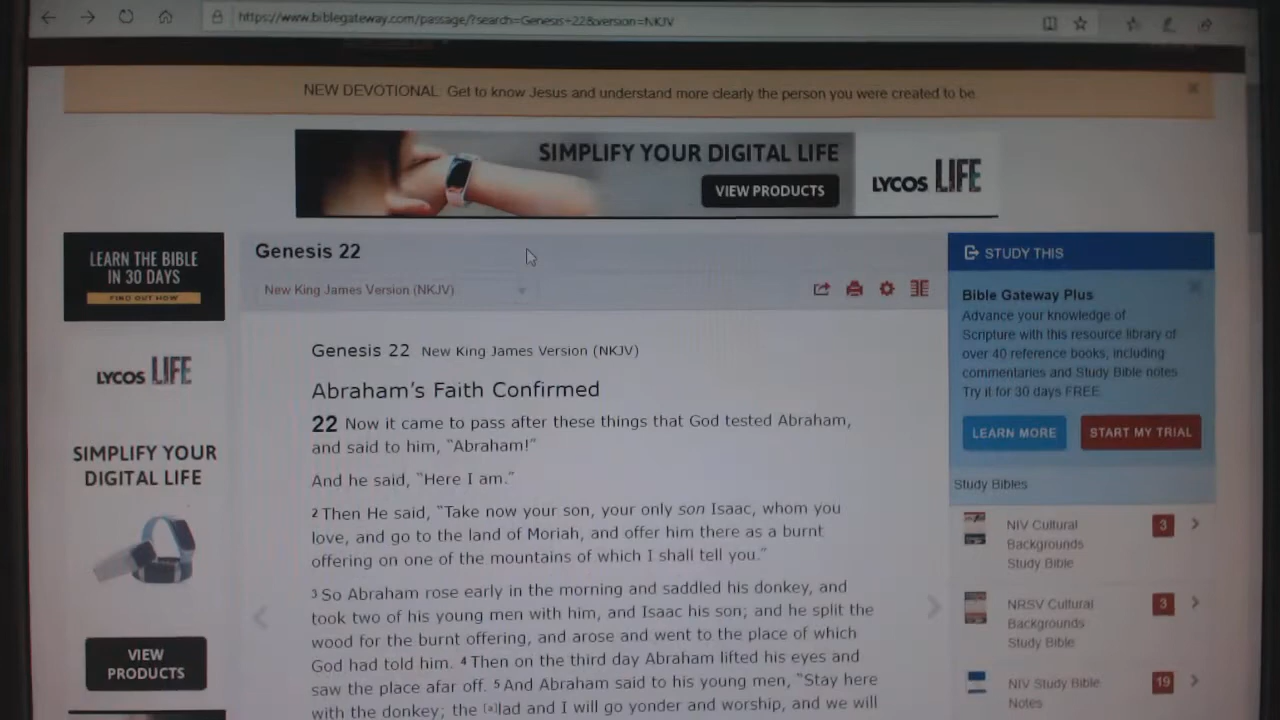 https://www.biblegateway.com/passage/?search=Genesis+22&version=NKJV
NEW DEVOTIONAL: Get to know Jesus and understand more clearly the person you were created to be.
SIMPLIFY YOUR DIGITAL LIFE
VIEW PRODUCTS
LYCOS LIFE
LEARN THE BIBLE
IN 30 DAYS
FIND OUT HOW
LYCOS LIFE
SIMPLIFY YOUR
DIGITAL LIFE
VIEW
PRODUCTS
Genesis 22
New King James Version (NKJV)
Genesis 22 New King James Version (NKJV)
Abraham’s Faith Confirmed
22 Now it came to pass after these things that God tested Abraham,
and said to him, “Abraham!”
And he said, “Here I am.”
2 Then He said, “Take now your son, your only son Isaac, whom you
love, and go to the land of Moriah, and offer him there as a burnt
offering on one of the mountains of which I shall tell you.”
3 So Abraham rose early in the morning and saddled his donkey, and
took two of his young men with him, and Isaac his son; and he split the
wood for the burnt offering, and arose and went to the place of which
God had told him. 4 Then on the third day Abraham lifted his eyes and
saw the place afar off. 5 And Abraham said to his young men, “Stay here
with the donkey; the [a]lad and I will go yonder and worship, and we will
STUDY THIS
Bible Gateway Plus
Advance your knowledge of
Scripture with this resource library of
over 40 reference books, including
commentaries and Study Bible notes.
Try it for 30 days FREE.
LEARN MORE
START MY TRIAL
Study Bibles
NIV Cultural
Backgrounds
Study Bible
3
NRSV Cultural
Backgrounds
Study Bible
3
NIV Study Bible
Notes
19